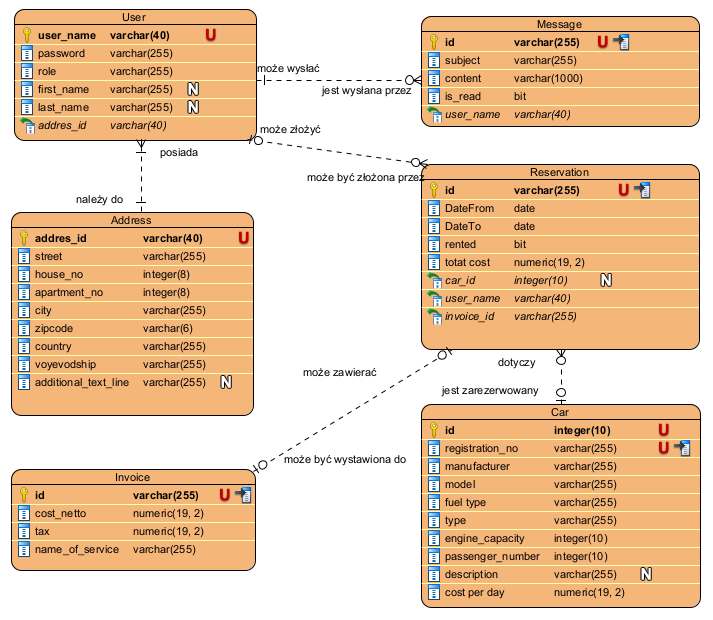 User
user_name varchar(40) U
password varchar(255)
role varchar(255)
first_name varchar(255) N
last_name varchar(255) N
addres_id varchar(40)
Message
id varchar(255) U
subject varchar(255)
content varchar(1000)
is_read bit
user_name varchar(40)
może wysłać
jest wysłana przez
może złożyć
może być złożona przez
posiada
należy do
Reservation
id varchar(255) U
DateFrom date
DateTo date
rented bit
totat cost numeric(19, 2)
car_id integer(10) N
user_name varchar(40)
invoice_id varchar(255)
Address
addres_id varchar(40) U
street varchar(255)
house_no integer(8)
apartment_no integer(8)
city varchar(255)
zipcode varchar(6)
country varchar(255)
voyevodship varchar(255)
additional_text_line varchar(255) N
może zawierać
może być wystawiona do
dotyczy
jest zarezerwowany
Invoice
id varchar(255) U
cost_netto numeric(19, 2)
tax numeric(19, 2)
name_of_service varchar(255)
Car
id integer(10) U
registration_no varchar(255) U
manufacturer varchar(255)
model varchar(255)
fuel type varchar(255)
type varchar(255)
engine_capacity integer(10)
passenger_number integer(10)
description varchar(255) N
cost per day numeric(19, 2)